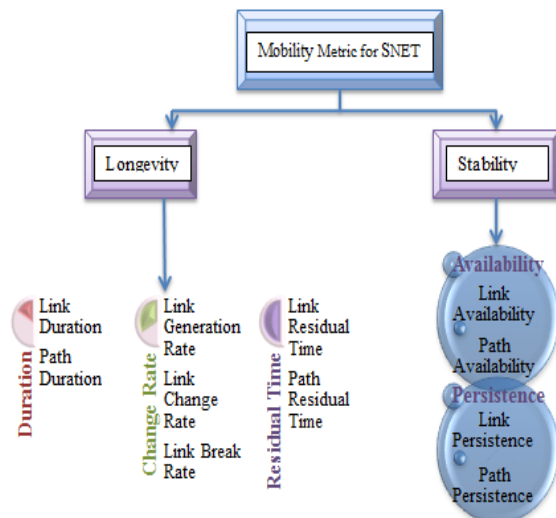 Mobility Metric for SNET
Longevity
Stability
Duration
Link
Duration
Path
Duration
Change Rate
Link
Generation
Rate
Link
Change
Rate
Link Break
Rate
Residual Time
Link
Residual
Time
Path
Residual
Time
Availability
Link
Availability
Path
Availability
Persistence
Link
Persistence
Path
Persistence